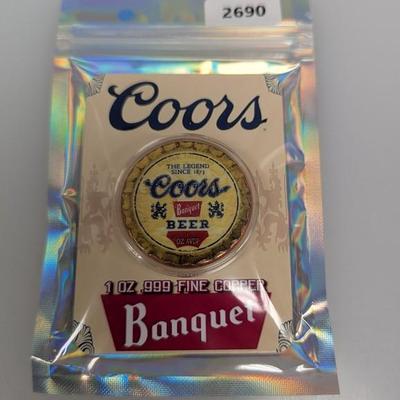 2690
Coors
THE LEGEND
SINCE 1873
Coors
Banquet
BEER
1 OZ .999 FINE COPPER
Banquet